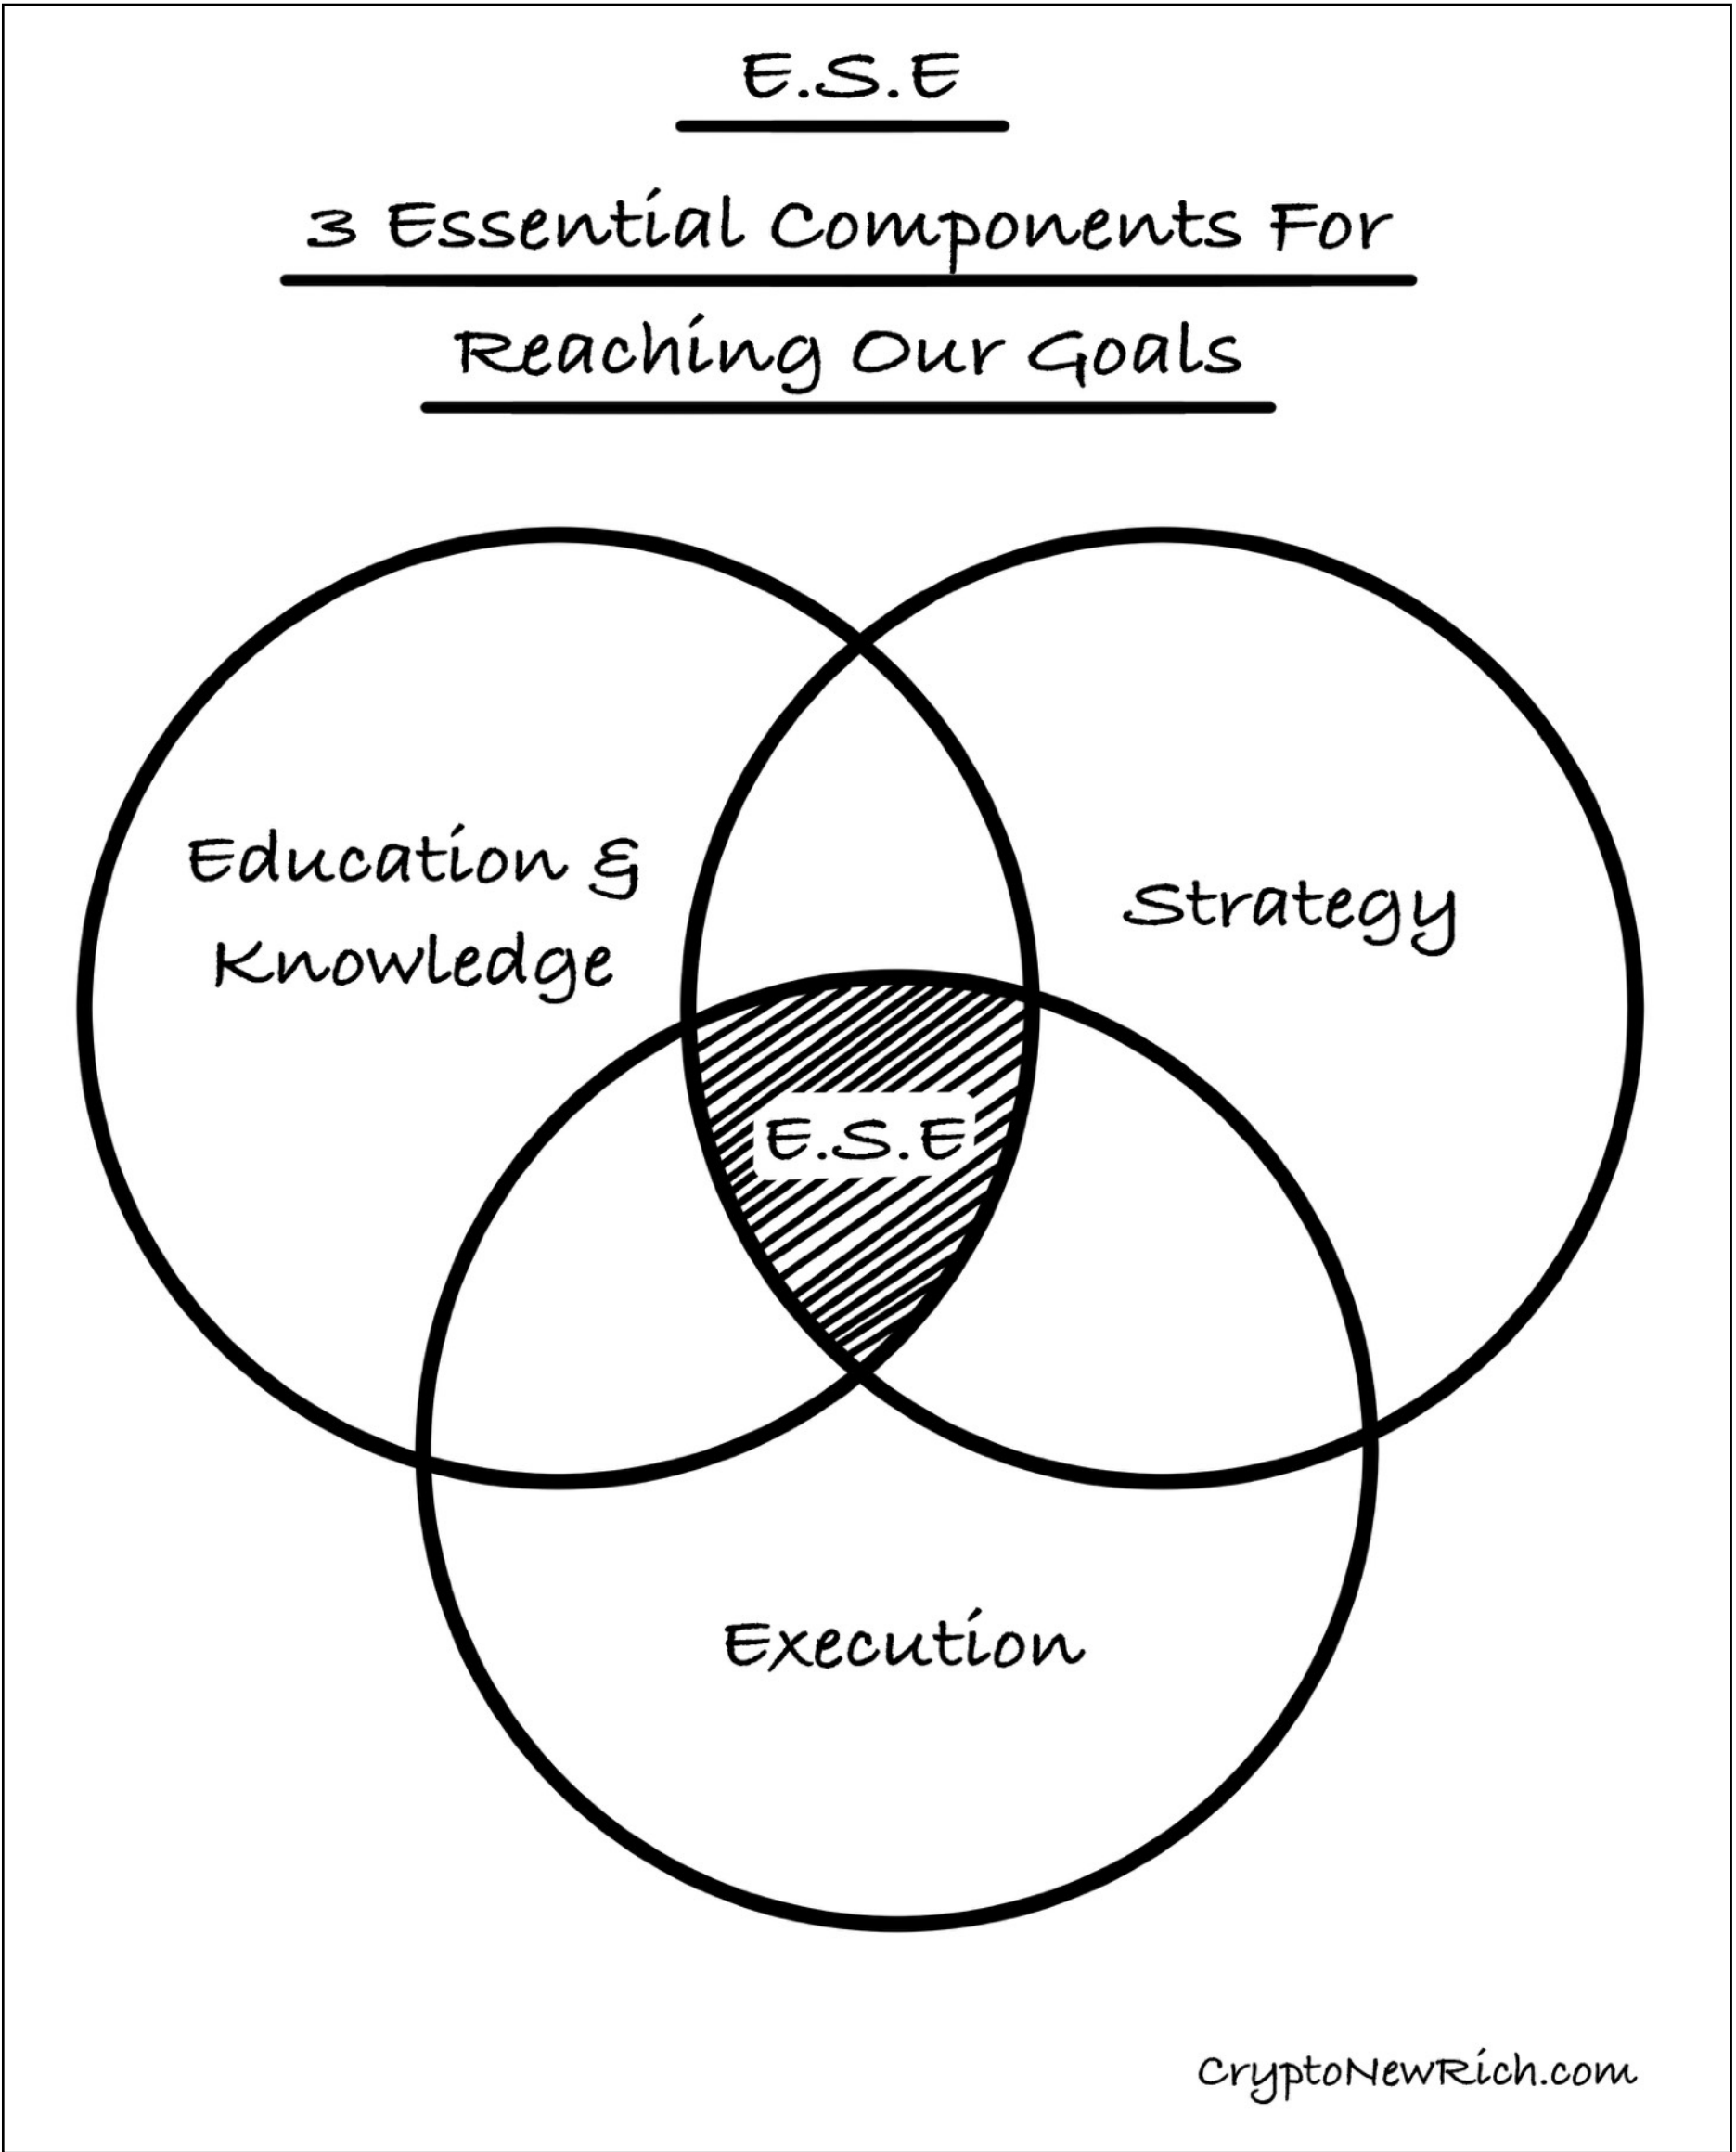 E.S.E
3 Essential Components For
Reaching Our Goals
Education &
Knowledge
Strategy
E.S.E
Execution
CryptoNewRich.com